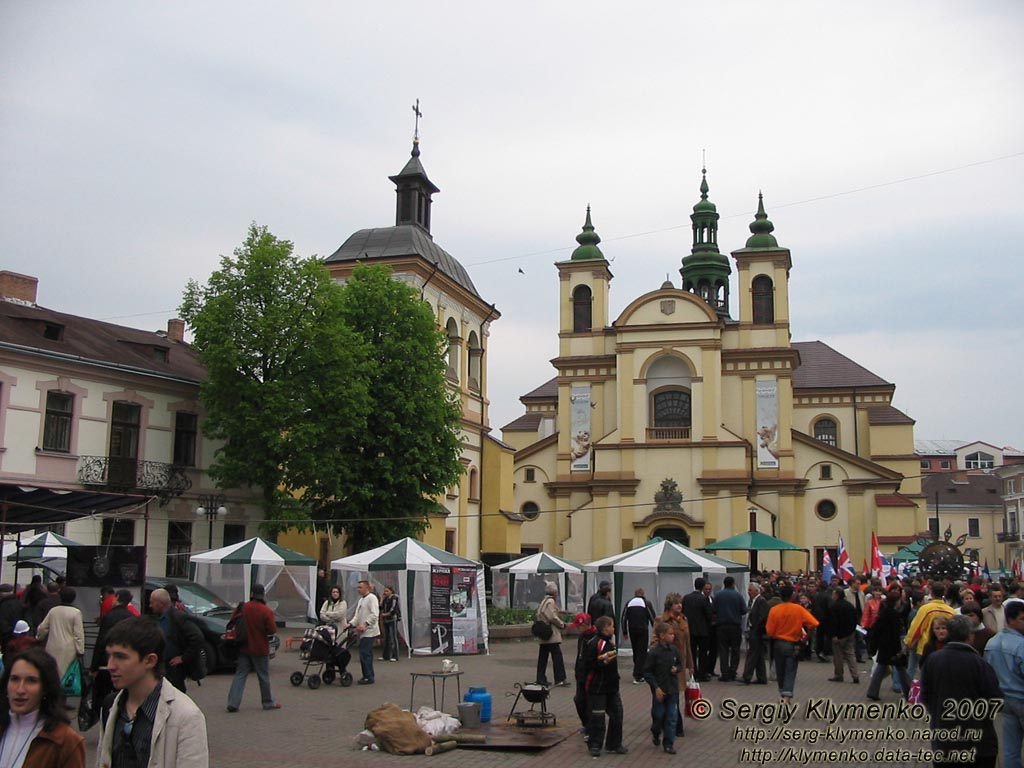 © Sergiy Klymenko, 2007
http://serg-klymenko.narod.ru
http://klymenko.data-tec.net